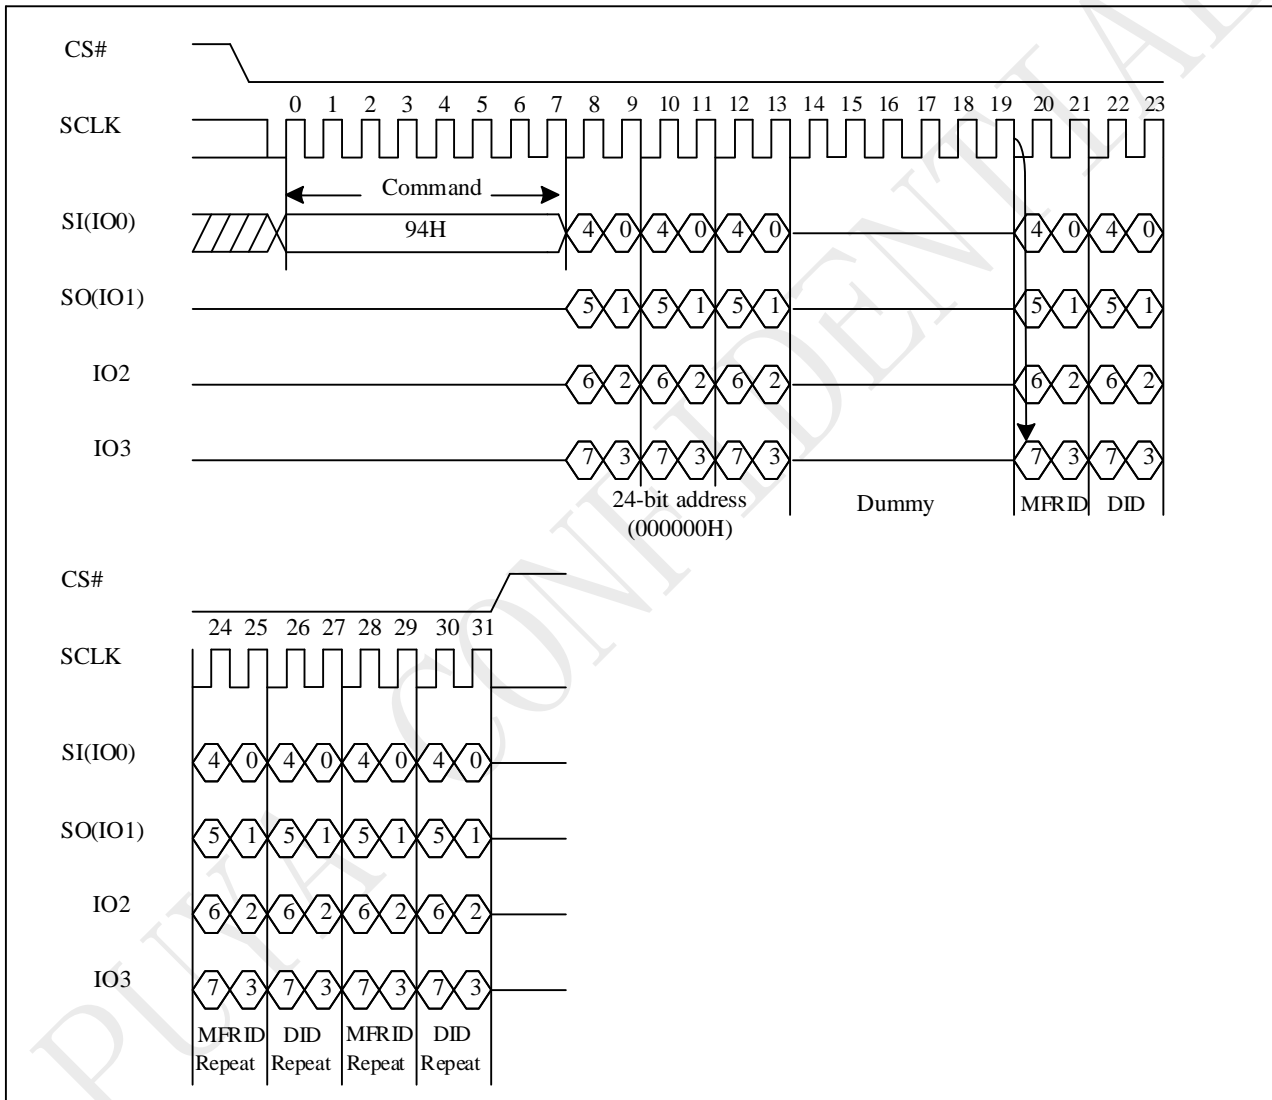 CS#
0 1 2 3 4 5 6 7 8 9 10 11 12 13 14 15 16 17 18 19 20 21 22 23
SCLK
Command
SI(IO0) 94H 4 0 4 0 4 0 4 0 4 0
SO(IO1) 5 1 5 1 5 1 5 1 5 1
IO2 6 2 6 2 6 2 6 2 6 2
IO3 7 3 7 3 7 3 7 3 7 3
24-bit address Dummy MFRID DID
(000000H)
CS#
24 25 26 27 28 29 30 31
SCLK
SI(IO0) 4 0 4 0 4 0 4 0
SO(IO1) 5 1 5 1 5 1 5 1
IO2 6 2 6 2 6 2 6 2
IO3 7 3 7 3 7 3 7 3
MFRID DID MFRID DID
Repeat Repeat Repeat Repeat
PUYA CONFIDENTIAL